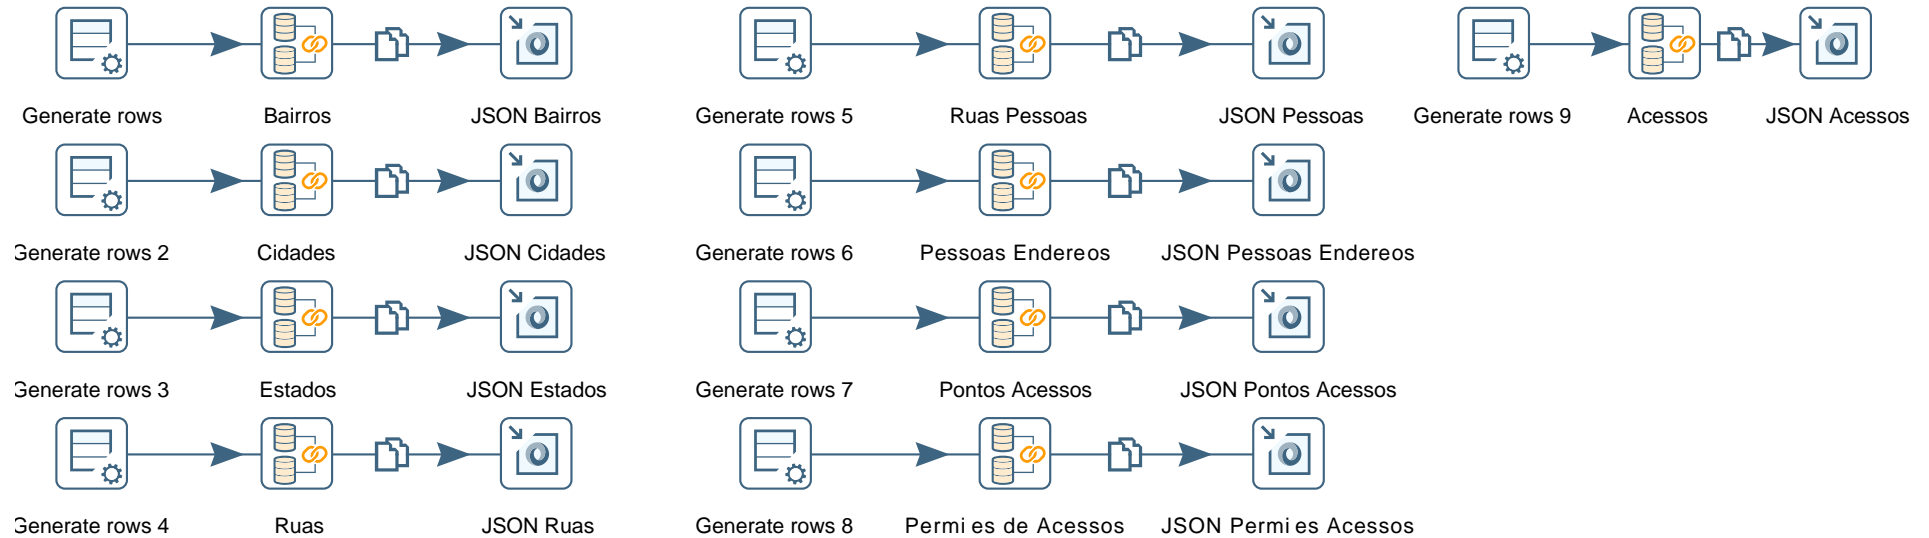 Generate rows
Bairros
JSON Bairros
Generate rows 5
Ruas Pessoas
JSON Pessoas
Generate rows 9
Acessos
JSON Acessos
Generate rows 2
Cidades
JSON Cidades
Generate rows 6
Pessoas Endereos
JSON Pessoas Endereos
Generate rows 3
Estados
JSON Estados
Generate rows 7
Pontos Acessos
JSON Pontos Acessos
Generate rows 4
Ruas
JSON Ruas
Generate rows 8
Permi es de Acessos
JSON Permi es Acessos